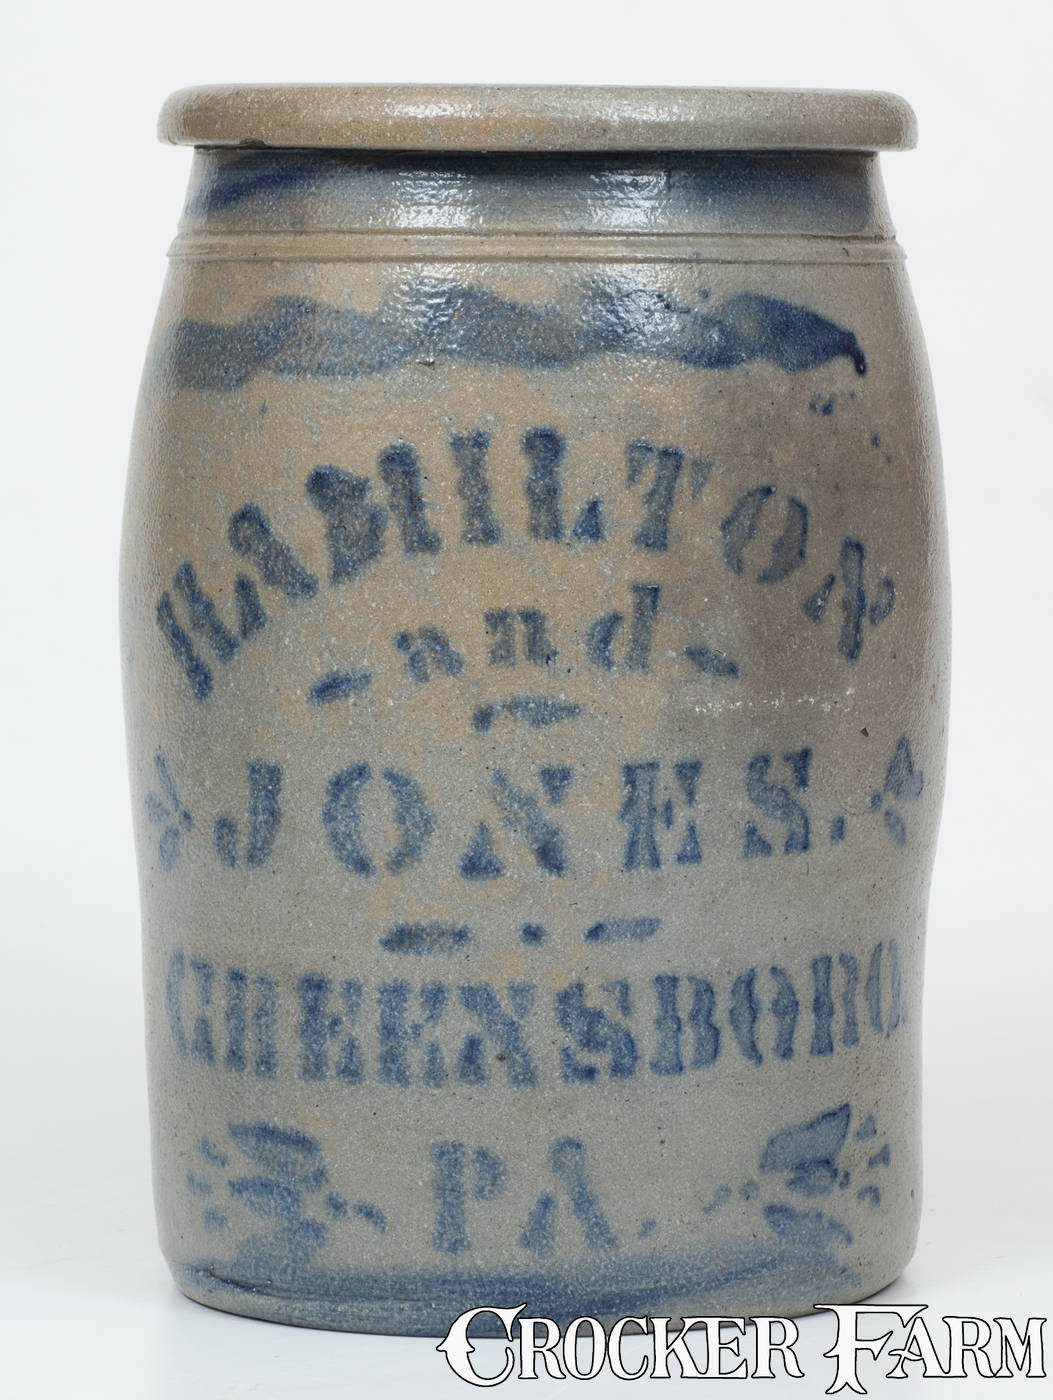 HAMILTON
- and -
JONES.
GREENSBORO.
PA.
CROCKER FARM